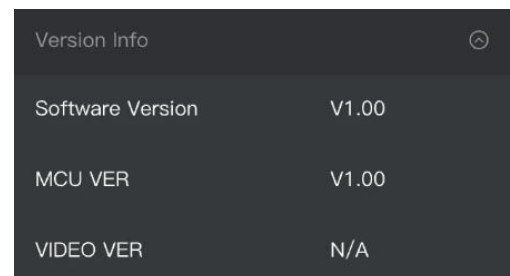 Version Info
Software Version V1.00
MCU VER V1.00
VIDEO VER N/A